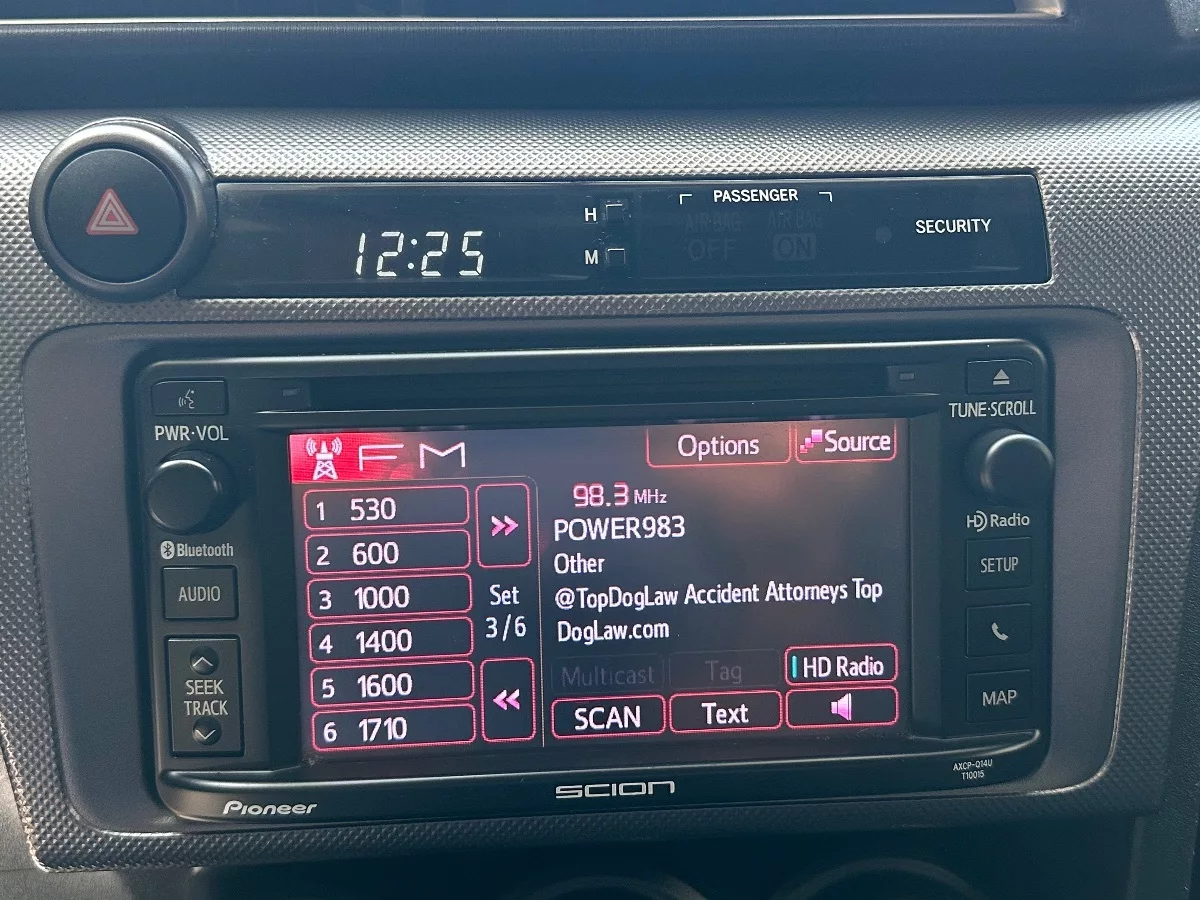 PASSENGER
H
AIR BAG AIR BAG
SECURITY
12:25
OFF ON
M
PWR·VOL
TUNE·SCROLL
FM
Options
Source
1 530
2 600
3 1000
4 1400
5 1600
6 1710
Set
3/6
98.3 MHz
POWER983
Other
@TopDogLaw Accident Attorneys Top
DogLaw.com
Multicast
Tag
HD Radio
SCAN
Text
Bluetooth
AUDIO
SEEK
TRACK
HD Radio
SETUP
MAP
AXCP-Q14U
T10015
Pioneer
SCION